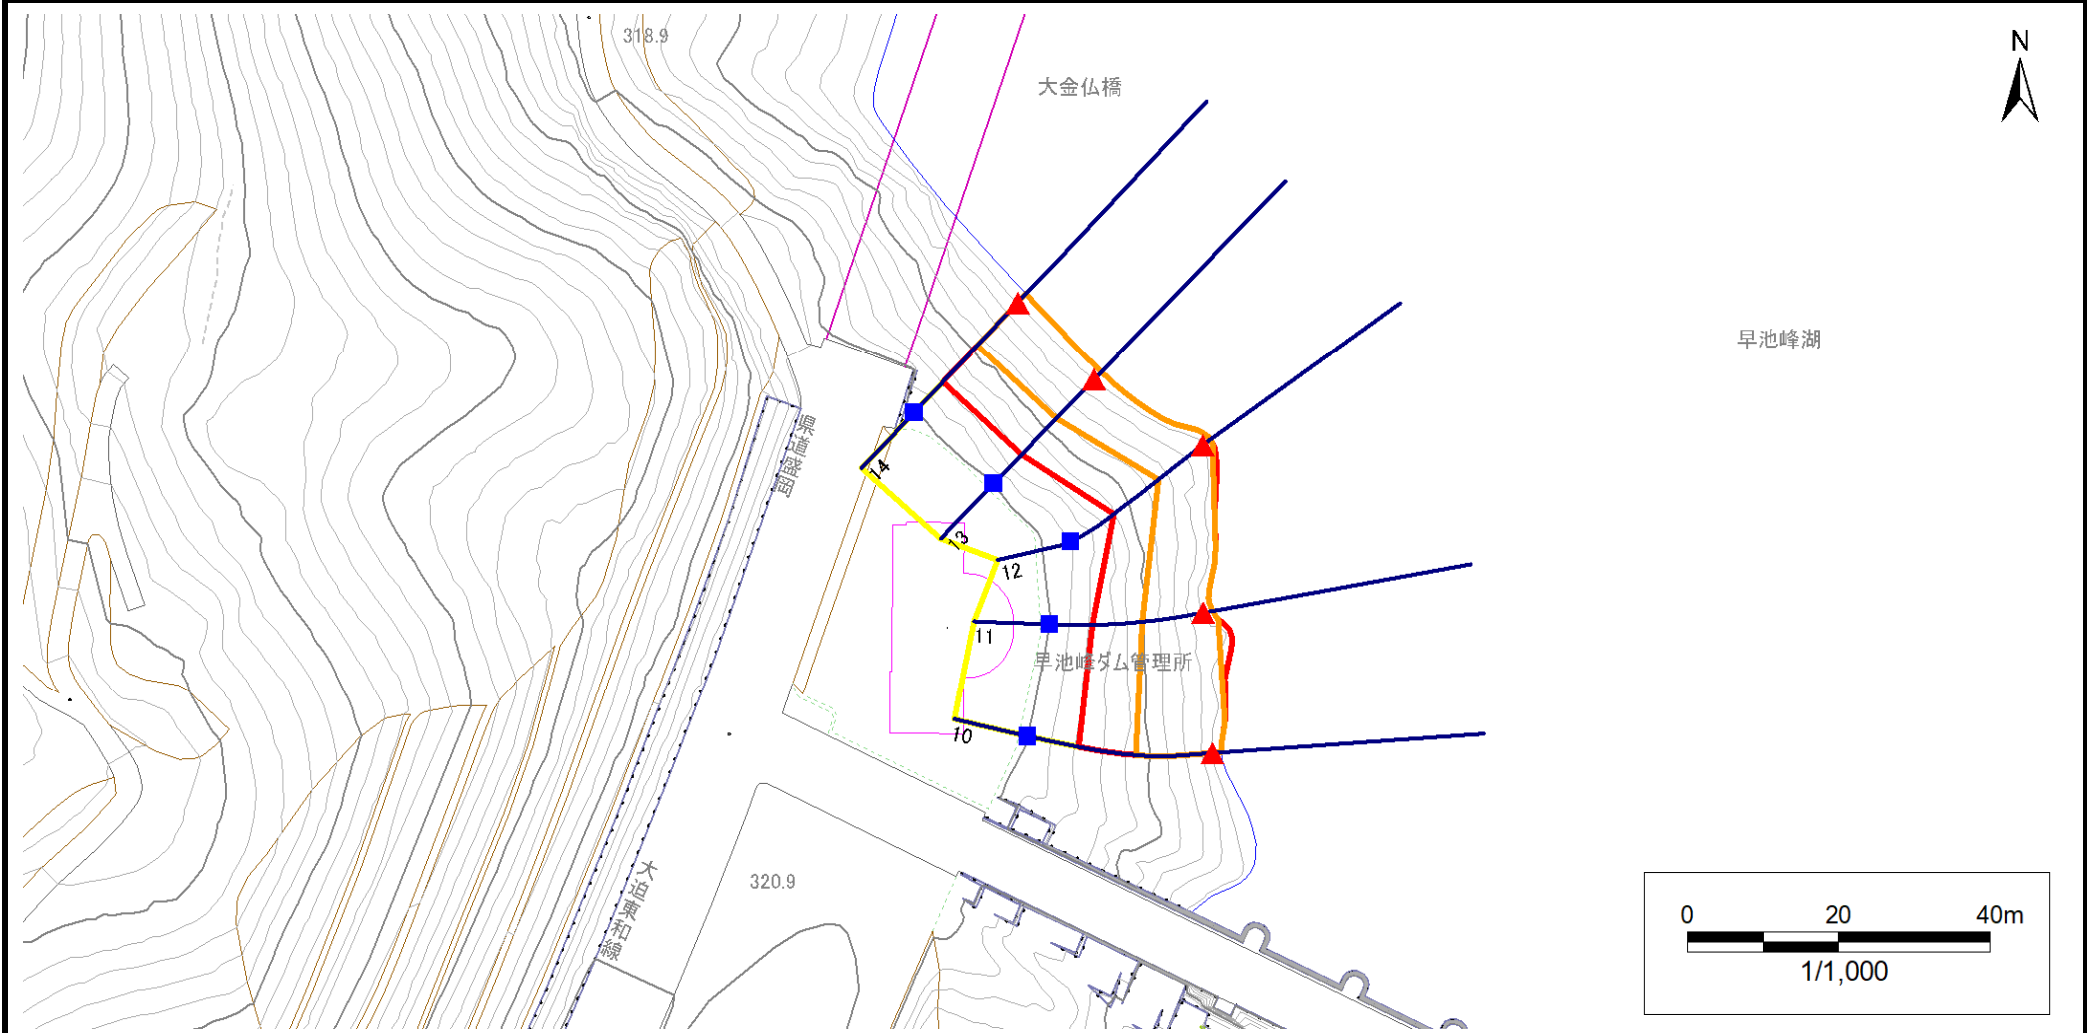 318.9
大金仏橋
N
早池峰湖
県道盛岡
14
13
12
11
早池峰ダム管理所
10
大迫東和線
320.9
0 20 40m
1/1,000